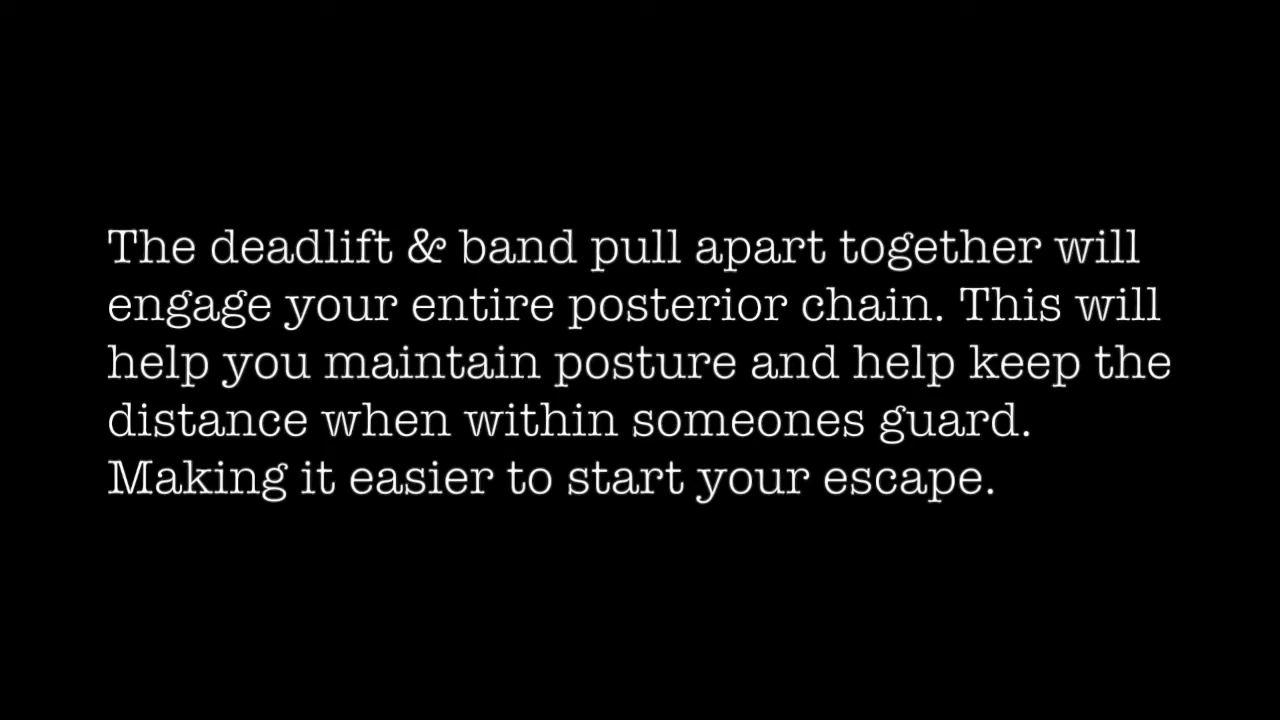 The deadlift & band pull apart together will
engage your entire posterior chain. This will
help you maintain posture and help keep the
distance when within someones guard.
Making it easier to start your escape.